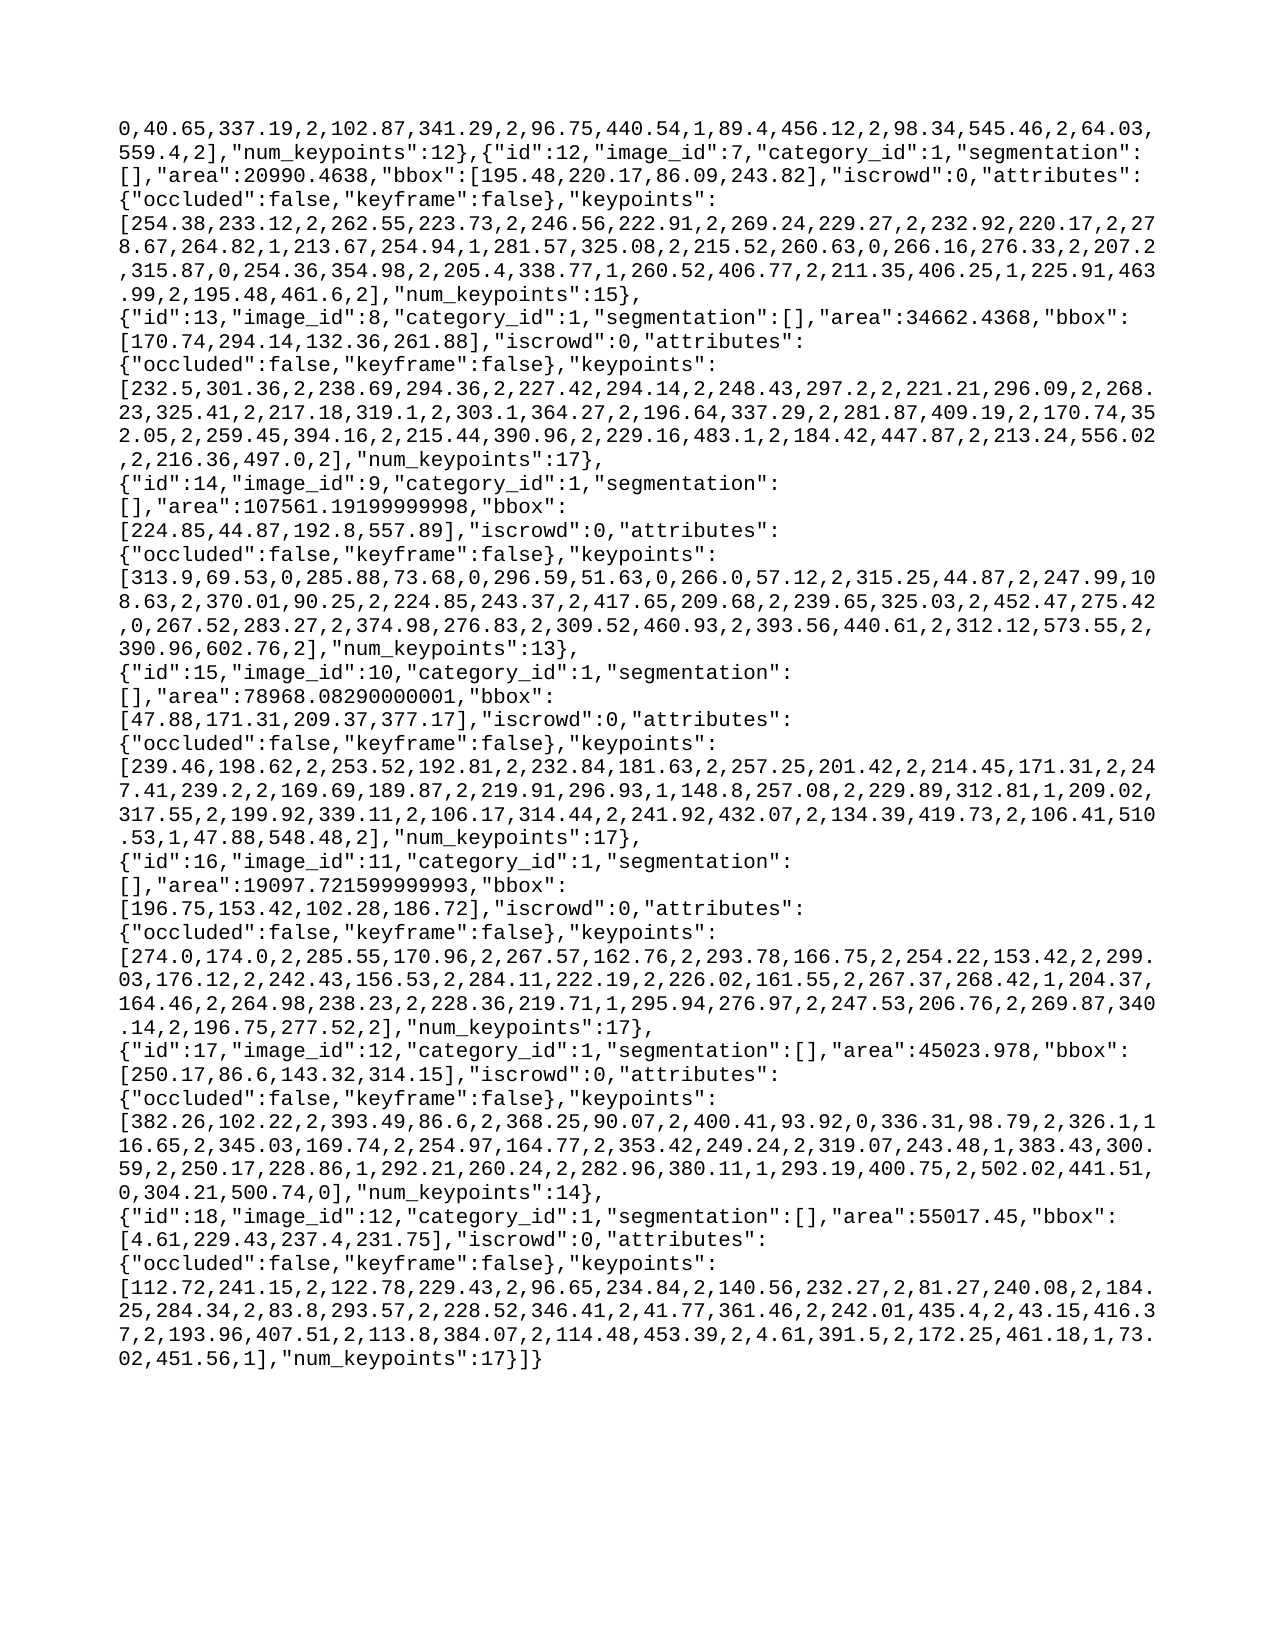 0,40.65,337.19,2,102.87,341.29,2,96.75,440.54,1,89.4,456.12,2,98.34,545.46,2,64.03,
559.4,2],"num_keypoints":12},{"id":12,"image_id":7,"category_id":1,"segmentation":
[],"area":20990.4638,"bbox":[195.48,220.17,86.09,243.82],"iscrowd":0,"attributes":
{"occluded":false,"keyframe":false},"keypoints":
[254.38,233.12,2,262.55,223.73,2,246.56,222.91,2,269.24,229.27,2,232.92,220.17,2,27
8.67,264.82,1,213.67,254.94,1,281.57,325.08,2,215.52,260.63,0,266.16,276.33,2,207.2
,315.87,0,254.36,354.98,2,205.4,338.77,1,260.52,406.77,2,211.35,406.25,1,225.91,463
.99,2,195.48,461.6,2],"num_keypoints":15},
{"id":13,"image_id":8,"category_id":1,"segmentation":[],"area":34662.4368,"bbox":
[170.74,294.14,132.36,261.88],"iscrowd":0,"attributes":
{"occluded":false,"keyframe":false},"keypoints":
[232.5,301.36,2,238.69,294.36,2,227.42,294.14,2,248.43,297.2,2,221.21,296.09,2,268.
23,325.41,2,217.18,319.1,2,303.1,364.27,2,196.64,337.29,2,281.87,409.19,2,170.74,35
2.05,2,259.45,394.16,2,215.44,390.96,2,229.16,483.1,2,184.42,447.87,2,213.24,556.02
,2,216.36,497.0,2],"num_keypoints":17},
{"id":14,"image_id":9,"category_id":1,"segmentation":
[],"area":107561.19199999998,"bbox":
[224.85,44.87,192.8,557.89],"iscrowd":0,"attributes":
{"occluded":false,"keyframe":false},"keypoints":
[313.9,69.53,0,285.88,73.68,0,296.59,51.63,0,266.0,57.12,2,315.25,44.87,2,247.99,10
8.63,2,370.01,90.25,2,224.85,243.37,2,417.65,209.68,2,239.65,325.03,2,452.47,275.42
,0,267.52,283.27,2,374.98,276.83,2,309.52,460.93,2,393.56,440.61,2,312.12,573.55,2,
390.96,602.76,2],"num_keypoints":13},
{"id":15,"image_id":10,"category_id":1,"segmentation":
[],"area":78968.08290000001,"bbox":
[47.88,171.31,209.37,377.17],"iscrowd":0,"attributes":
{"occluded":false,"keyframe":false},"keypoints":
[239.46,198.62,2,253.52,192.81,2,232.84,181.63,2,257.25,201.42,2,214.45,171.31,2,24
7.41,239.2,2,169.69,189.87,2,219.91,296.93,1,148.8,257.08,2,229.89,312.81,1,209.02,
317.55,2,199.92,339.11,2,106.17,314.44,2,241.92,432.07,2,134.39,419.73,2,106.41,510
.53,1,47.88,548.48,2],"num_keypoints":17},
{"id":16,"image_id":11,"category_id":1,"segmentation":
[],"area":19097.721599999993,"bbox":
[196.75,153.42,102.28,186.72],"iscrowd":0,"attributes":
{"occluded":false,"keyframe":false},"keypoints":
[274.0,174.0,2,285.55,170.96,2,267.57,162.76,2,293.78,166.75,2,254.22,153.42,2,299.
03,176.12,2,242.43,156.53,2,284.11,222.19,2,226.02,161.55,2,267.37,268.42,1,204.37,
164.46,2,264.98,238.23,2,228.36,219.71,1,295.94,276.97,2,247.53,206.76,2,269.87,340
.14,2,196.75,277.52,2],"num_keypoints":17},
{"id":17,"image_id":12,"category_id":1,"segmentation":[],"area":45023.978,"bbox":
[250.17,86.6,143.32,314.15],"iscrowd":0,"attributes":
{"occluded":false,"keyframe":false},"keypoints":
[382.26,102.22,2,393.49,86.6,2,368.25,90.07,2,400.41,93.92,0,336.31,98.79,2,326.1,1
16.65,2,345.03,169.74,2,254.97,164.77,2,353.42,249.24,2,319.07,243.48,1,383.43,300.
59,2,250.17,228.86,1,292.21,260.24,2,282.96,380.11,1,293.19,400.75,2,502.02,441.51,
0,304.21,500.74,0],"num_keypoints":14},
{"id":18,"image_id":12,"category_id":1,"segmentation":[],"area":55017.45,"bbox":
[4.61,229.43,237.4,231.75],"iscrowd":0,"attributes":
{"occluded":false,"keyframe":false},"keypoints":
[112.72,241.15,2,122.78,229.43,2,96.65,234.84,2,140.56,232.27,2,81.27,240.08,2,184.
25,284.34,2,83.8,293.57,2,228.52,346.41,2,41.77,361.46,2,242.01,435.4,2,43.15,416.3
7,2,193.96,407.51,2,113.8,384.07,2,114.48,453.39,2,4.61,391.5,2,172.25,461.18,1,73.
02,451.56,1],"num_keypoints":17}]}